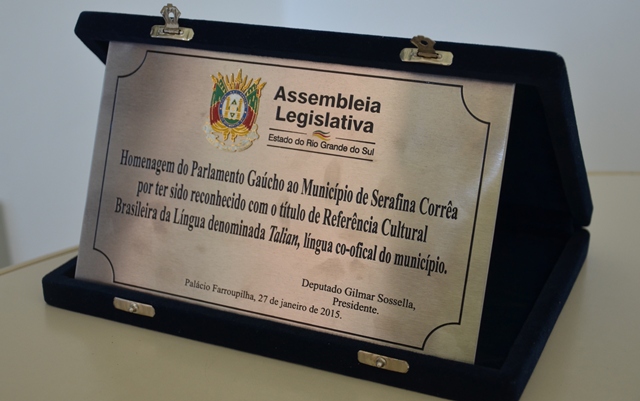 Assembleia
Legislativa
Estado do Rio Grande do Sul
Homenagem do Parlamento Gaúcho ao Município de Serafina Corrêa
por ter sido reconhecido com o título de Referência Cultural
Brasileira da Língua denominada Talian, língua co-ofical do município.
Deputado Gilmar Sossella,
Presidente.
Palácio Farroupilha, 27 de janeiro de 2015.